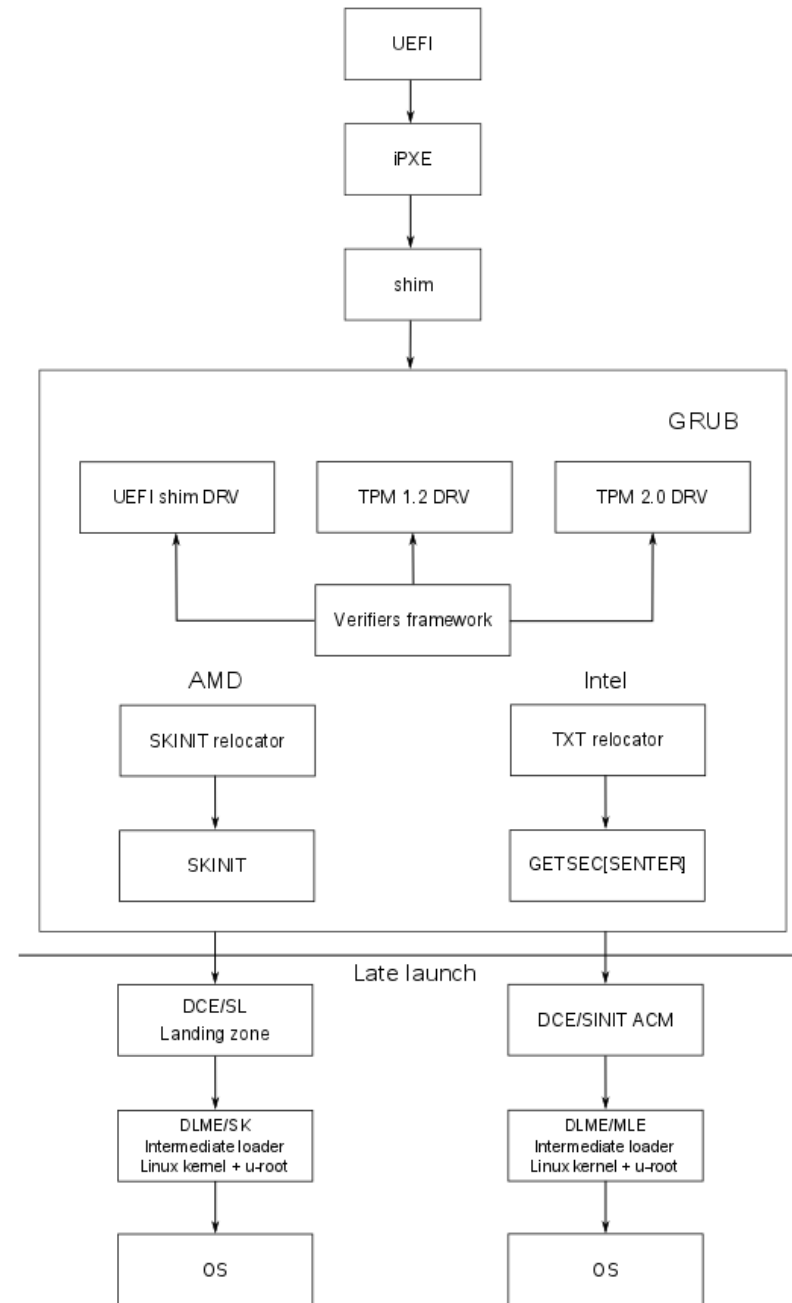 UEFI
iPXE
shim
GRUB
UEFI shim DRV
TPM 1.2 DRV
TPM 2.0 DRV
Verifiers framework
AMD
Intel
SKINIT relocator
TXT relocator
SKINIT
GETSEC[SENTER]
Late launch
DCE/SL
Landing zone
DCE/SINIT ACM
DLME/SK
Intermediate loader
Linux kernel + u-root
DLME/MLE
Intermediate loader
Linux kernel + u-root
OS
OS